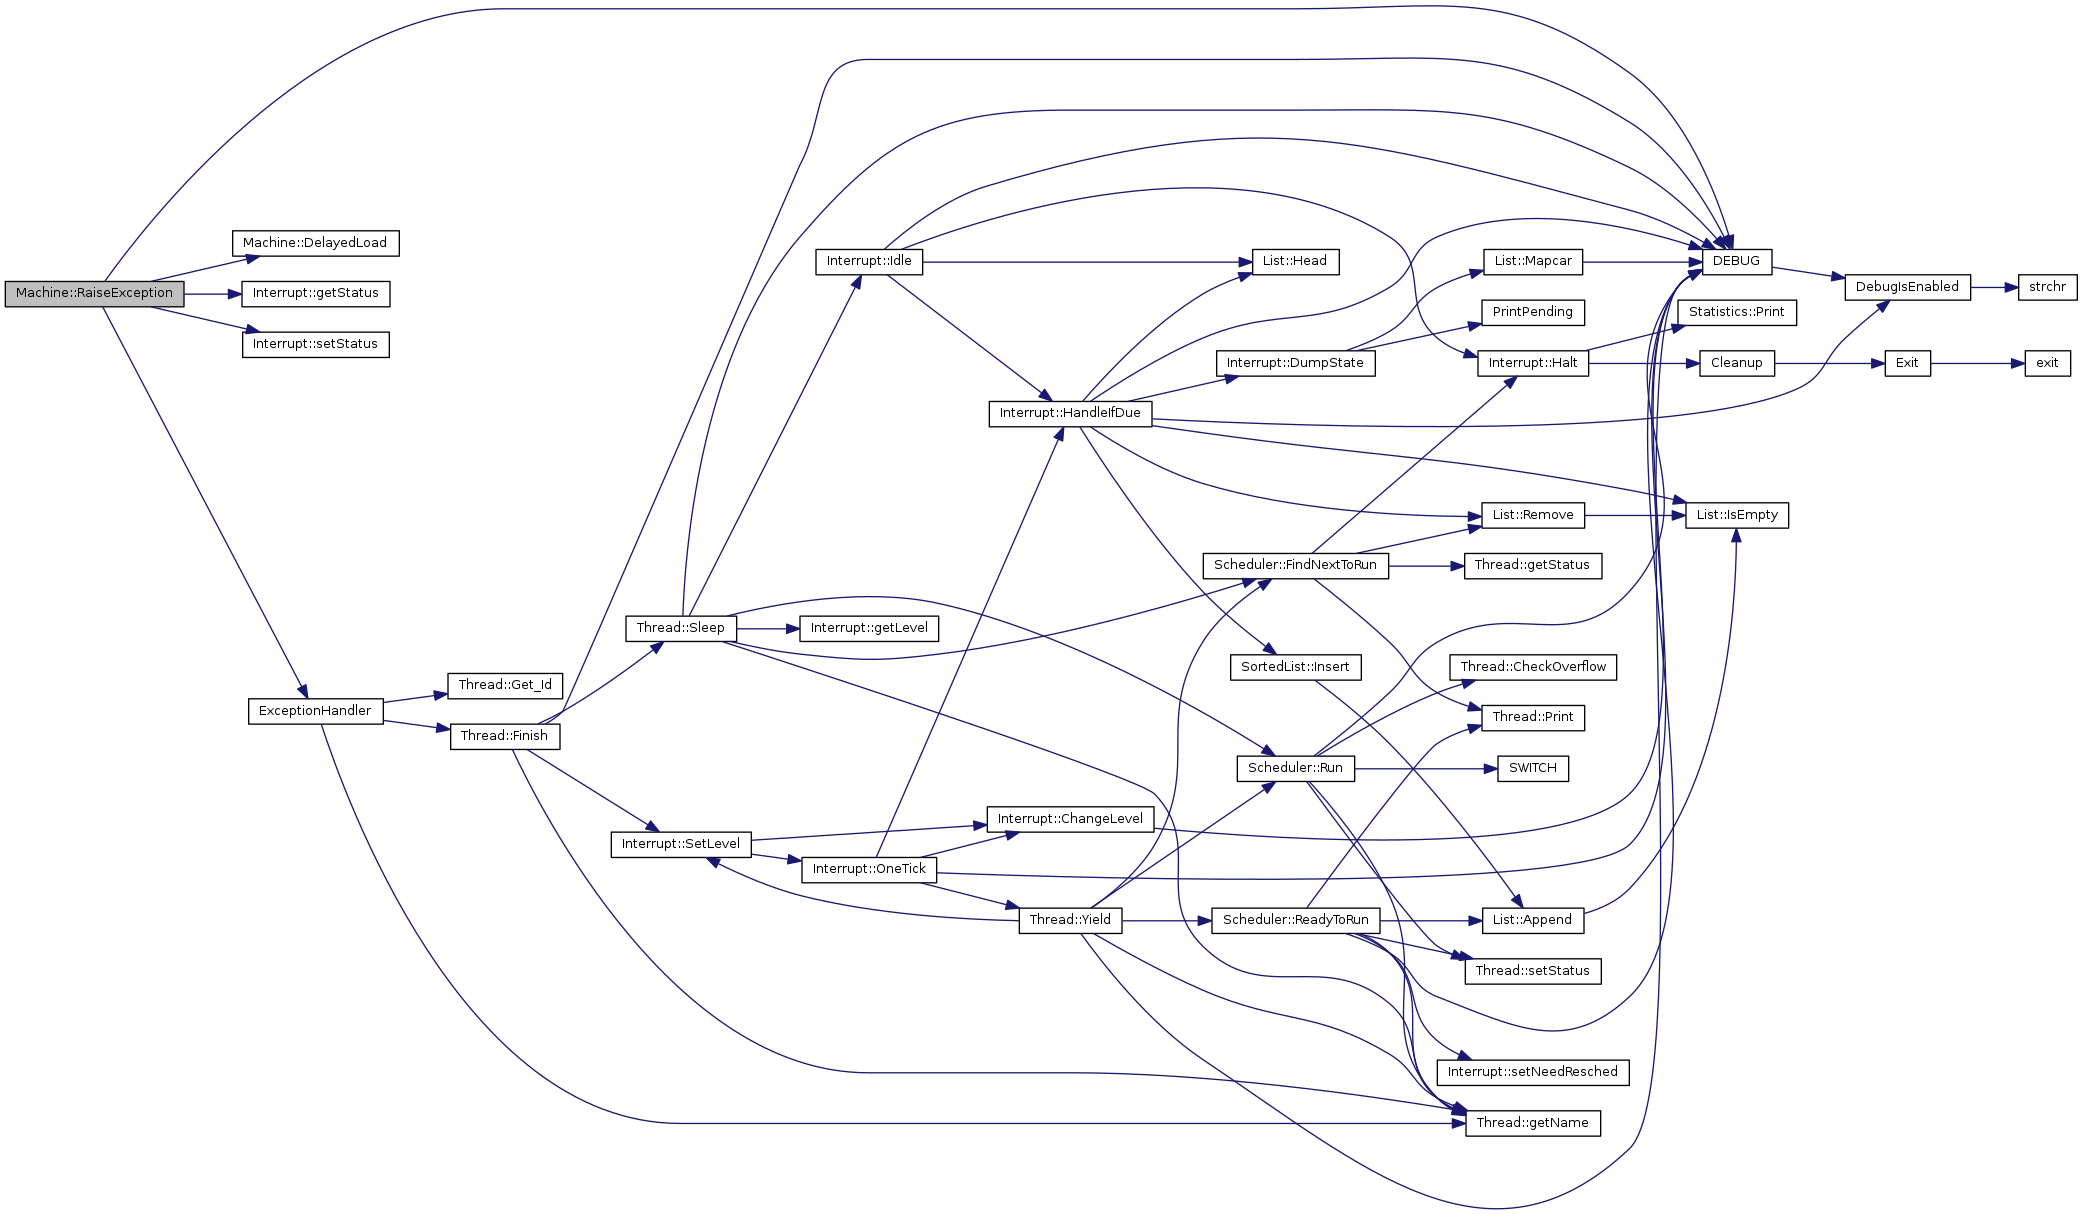 Machine::RaiseException
Machine::DelayedLoad
Interrupt::getStatus
Interrupt::setStatus
ExceptionHandler
Thread::Get_Id
Thread::Finish
Thread::Sleep
Interrupt::SetLevel
Interrupt::Idle
Interrupt::getLevel
Interrupt::OneTick
Interrupt::HandleIfDue
Interrupt::ChangeLevel
Thread::Yield
List::Head
Interrupt::DumpState
Scheduler::FindNextToRun
SortedList::Insert
Scheduler::Run
Scheduler::ReadyToRun
List::Mapcar
PrintPending
Interrupt::Halt
List::Remove
Thread::getStatus
Thread::CheckOverflow
Thread::Print
SWITCH
List::Append
Thread::setStatus
Interrupt::setNeedResched
Thread::getName
DEBUG
Statistics::Print
Cleanup
List::IsEmpty
DebugIsEnabled
Exit
strchr
exit